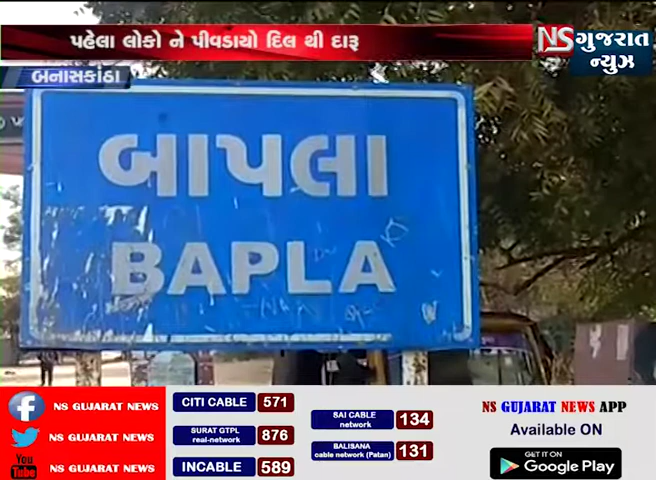 પહેલા લોકો ને પીવડાયો દિલ થી દારૂ
NS ગુજરાત
ન્યુઝ
બનાસકાંઠા
બાપલા
BAPLA
NS GUJARAT NEWS
NS GUJARAT NEWS
You Tube NS GUJARAT NEWS
CITI CABLE 571
SURAT GTPL real-network 876
INCABLE 589
SAI CABLE network 134
BALISANA cable network (Patan) 131
NS GUJARAT NEWS APP
Available ON
GET IT ON
Google Play